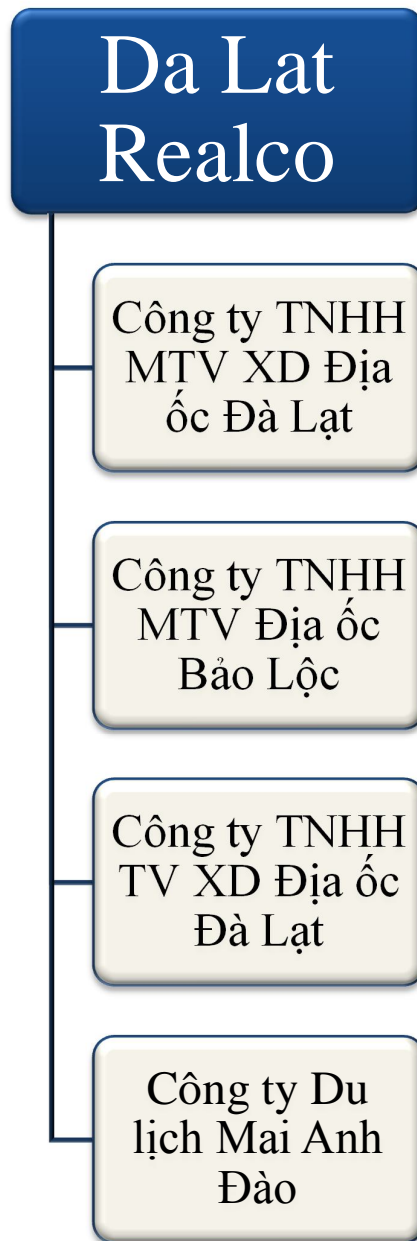 Da Lat
Realco
Công ty TNHH
MTV XD Địa
ốc Đà Lạt
Công ty TNHH
MTV Địa ốc
Bảo Lộc
Công ty TNHH
TV XD Địa ốc
Đà Lạt
Công ty Du
lịch Mai Anh
Đào